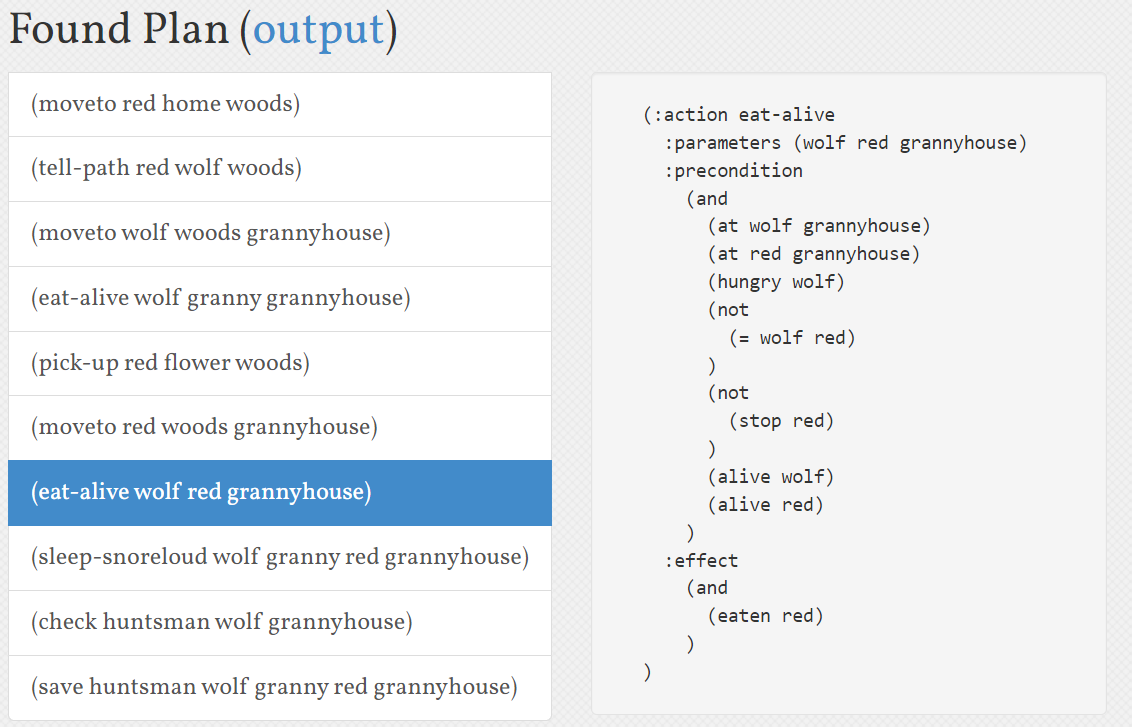 Found Plan (output)
(moveto red home woods)
(tell-path red wolf woods)
(moveto wolf woods grannyhouse)
(eat-alive wolf granny grannyhouse)
(pick-up red flower woods)
(moveto red woods grannyhouse)
(eat-alive wolf red grannyhouse)
(sleep-snoreloud wolf granny red grannyhouse)
(check huntsman wolf grannyhouse)
(save huntsman wolf granny red grannyhouse)
(:action eat-alive
:parameters (wolf red grannyhouse)
:precondition
(and
(at wolf grannyhouse)
(at red grannyhouse)
(hungry wolf)
(not
(= wolf red)
)
(not
(stop red)
)
(alive wolf)
(alive red)
)
:effect
(and
(eaten red)
)
)